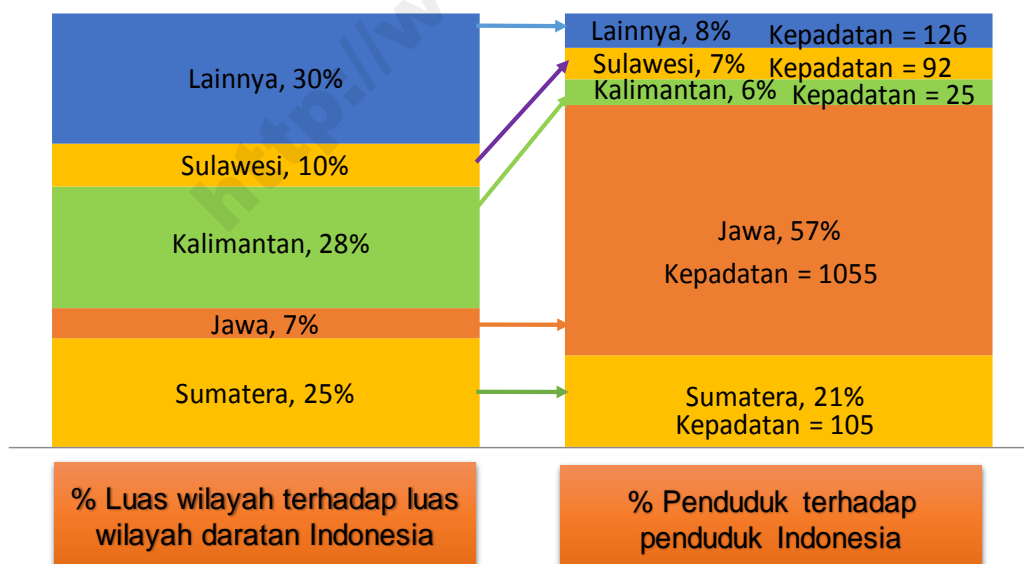 Lainnya, 30%
Sulawesi, 10%
Kalimantan, 28%
Jawa, 7%
Sumatera, 25%
% Luas wilayah terhadap luas
wilayah daratan Indonesia
Lainnya, 8% Kepadatan = 126
Sulawesi, 7% Kepadatan = 92
Kalimantan, 6% Kepadatan = 25
Jawa, 57%
Kepadatan = 1055
Sumatera, 21%
Kepadatan = 105
% Penduduk terhadap
penduduk Indonesia
http://w